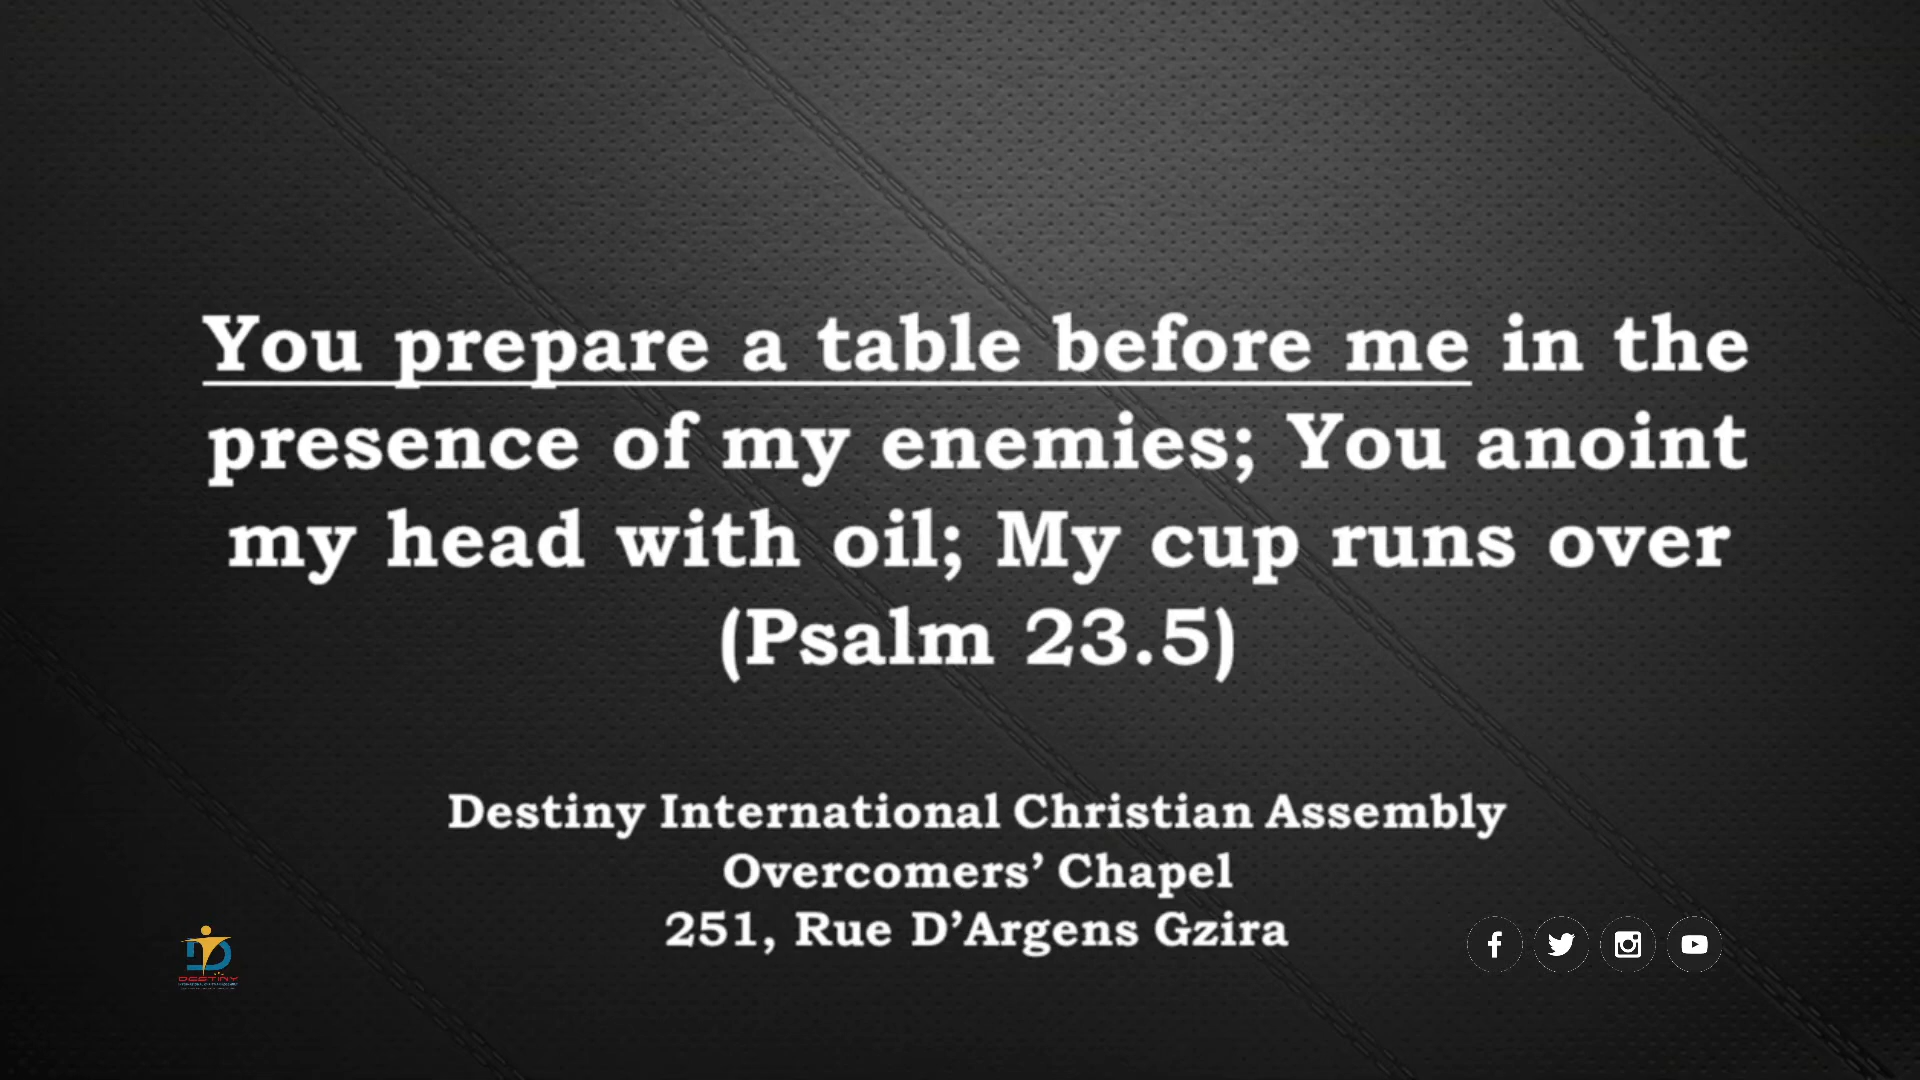 You prepare a table before me in the
presence of my enemies; You anoint
my head with oil; My cup runs over
(Psalm 23.5)
Destiny International Christian Assembly
Overcomers’ Chapel
251, Rue D’Argens Gzira
DESTINY